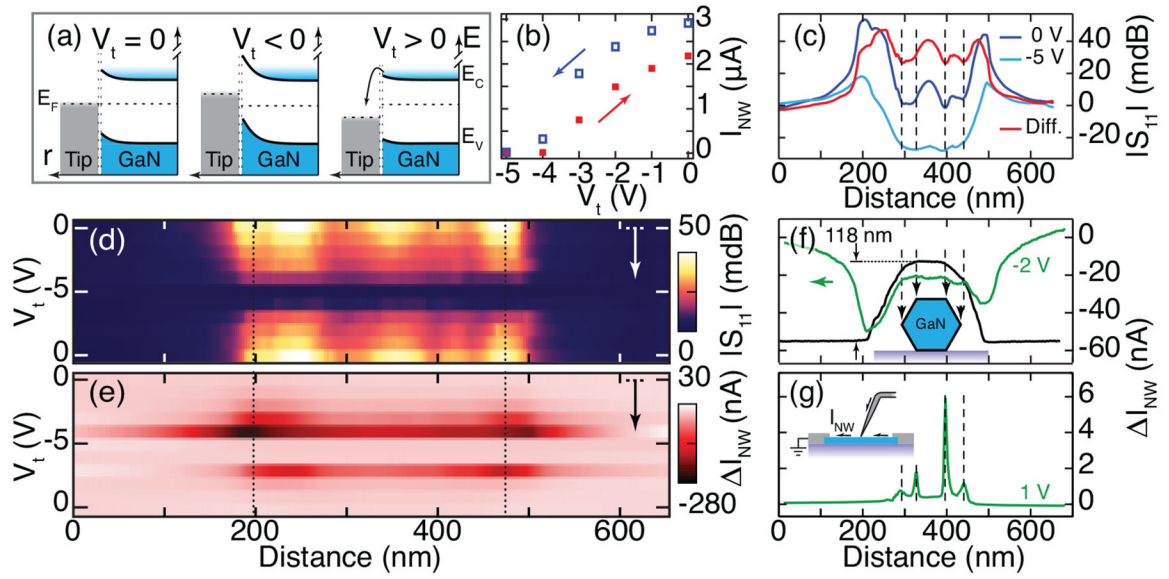 (a) V_t = 0 V_t < 0 V_t > 0 E
E_C
E_F
E_V
r Tip GaN Tip GaN Tip GaN
(b)
3
2
1
0
I_NW (μA)
-5 -4 -3 -2 -1 0
V_t (V)
(c)
0 V
-5 V
Diff.
40
20
0
-20
|S_11| (mdB)
0 200 400 600
Distance (nm)
(d)
0
-5
0
V_t (V)
50
0
|S_11| (mdB)
(e)
0
-5
0
V_t (V)
30
-280
ΔI_NW (nA)
0 200 400 600
Distance (nm)
(f)
118 nm
-2 V
GaN
0
-20
-40
-60
(g)
I_NW
1 V
6
4
2
0
ΔI_NW (nA)
0 200 400 600
Distance (nm)